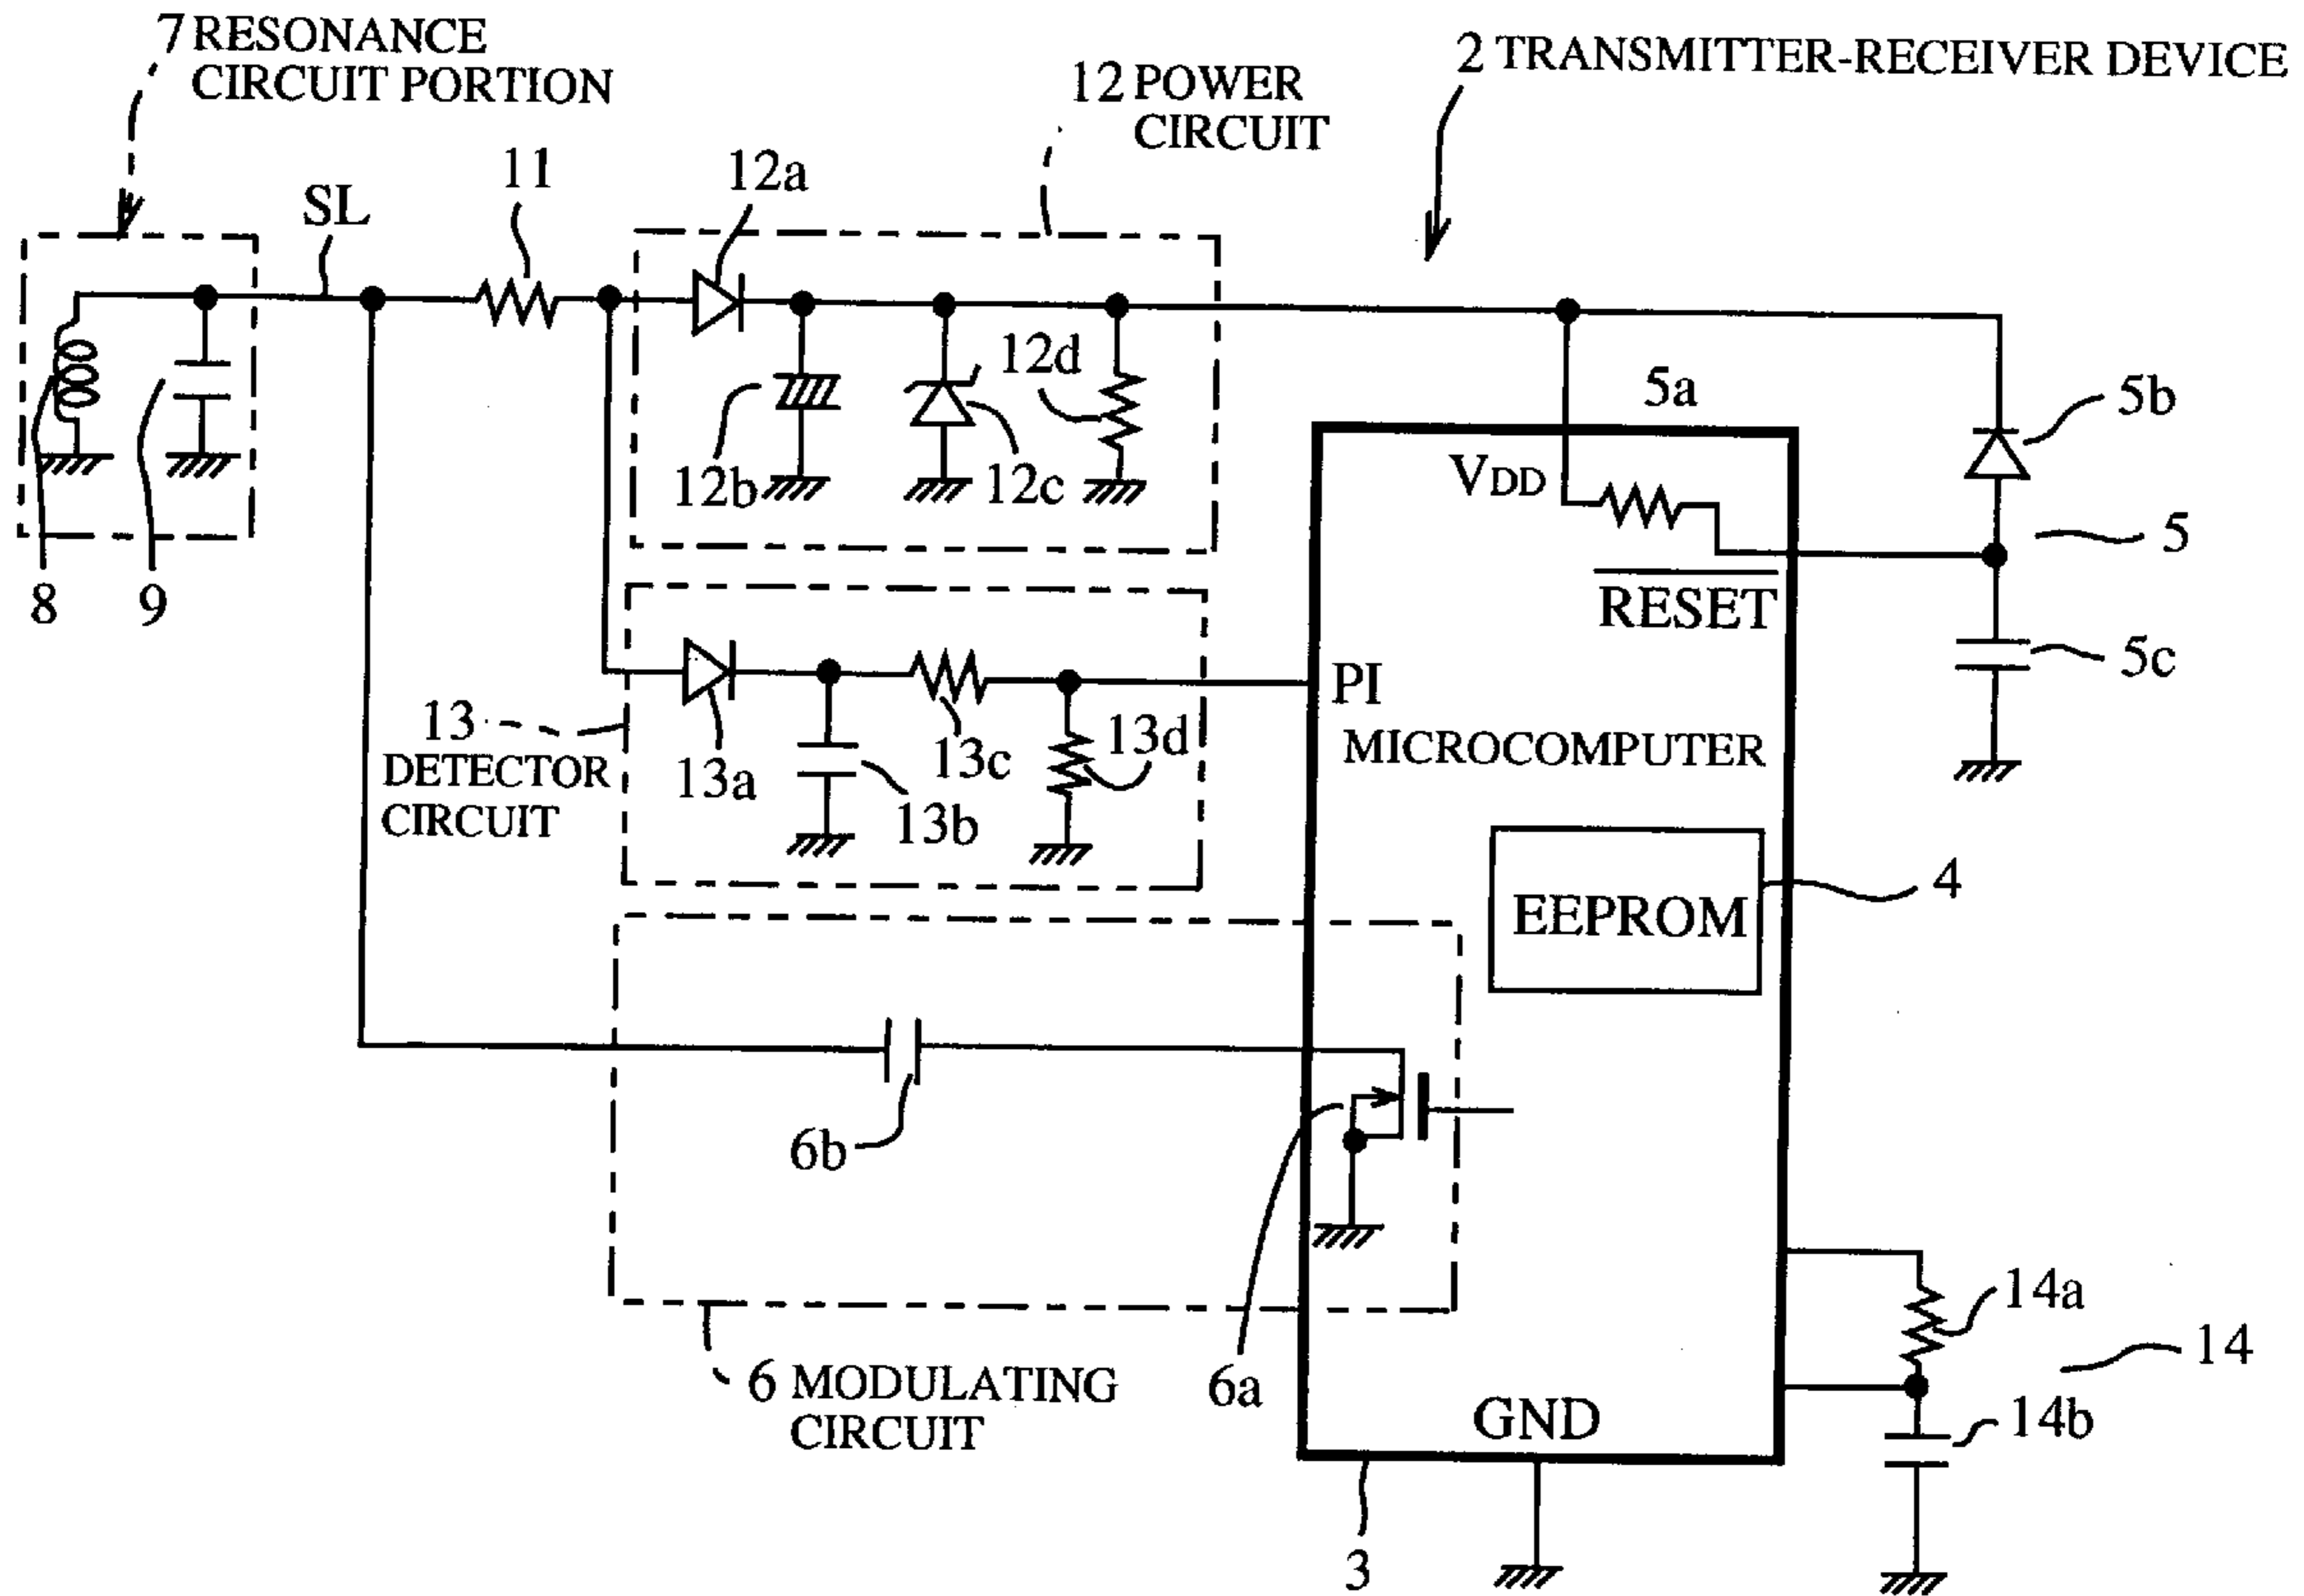 7 RESONANCE
CIRCUIT PORTION
2 TRANSMITTER-RECEIVER DEVICE
12 POWER
CIRCUIT
11
12a
SL
12d
5a
5b
12b
12c
VDD
5
8
9
RESET
5c
PI
13
DETECTOR
CIRCUIT
13a
13c
13d
MICROCOMPUTER
13b
4
EEPROM
6b
14a
14
6 MODULATING
CIRCUIT
6a
GND
14b
3